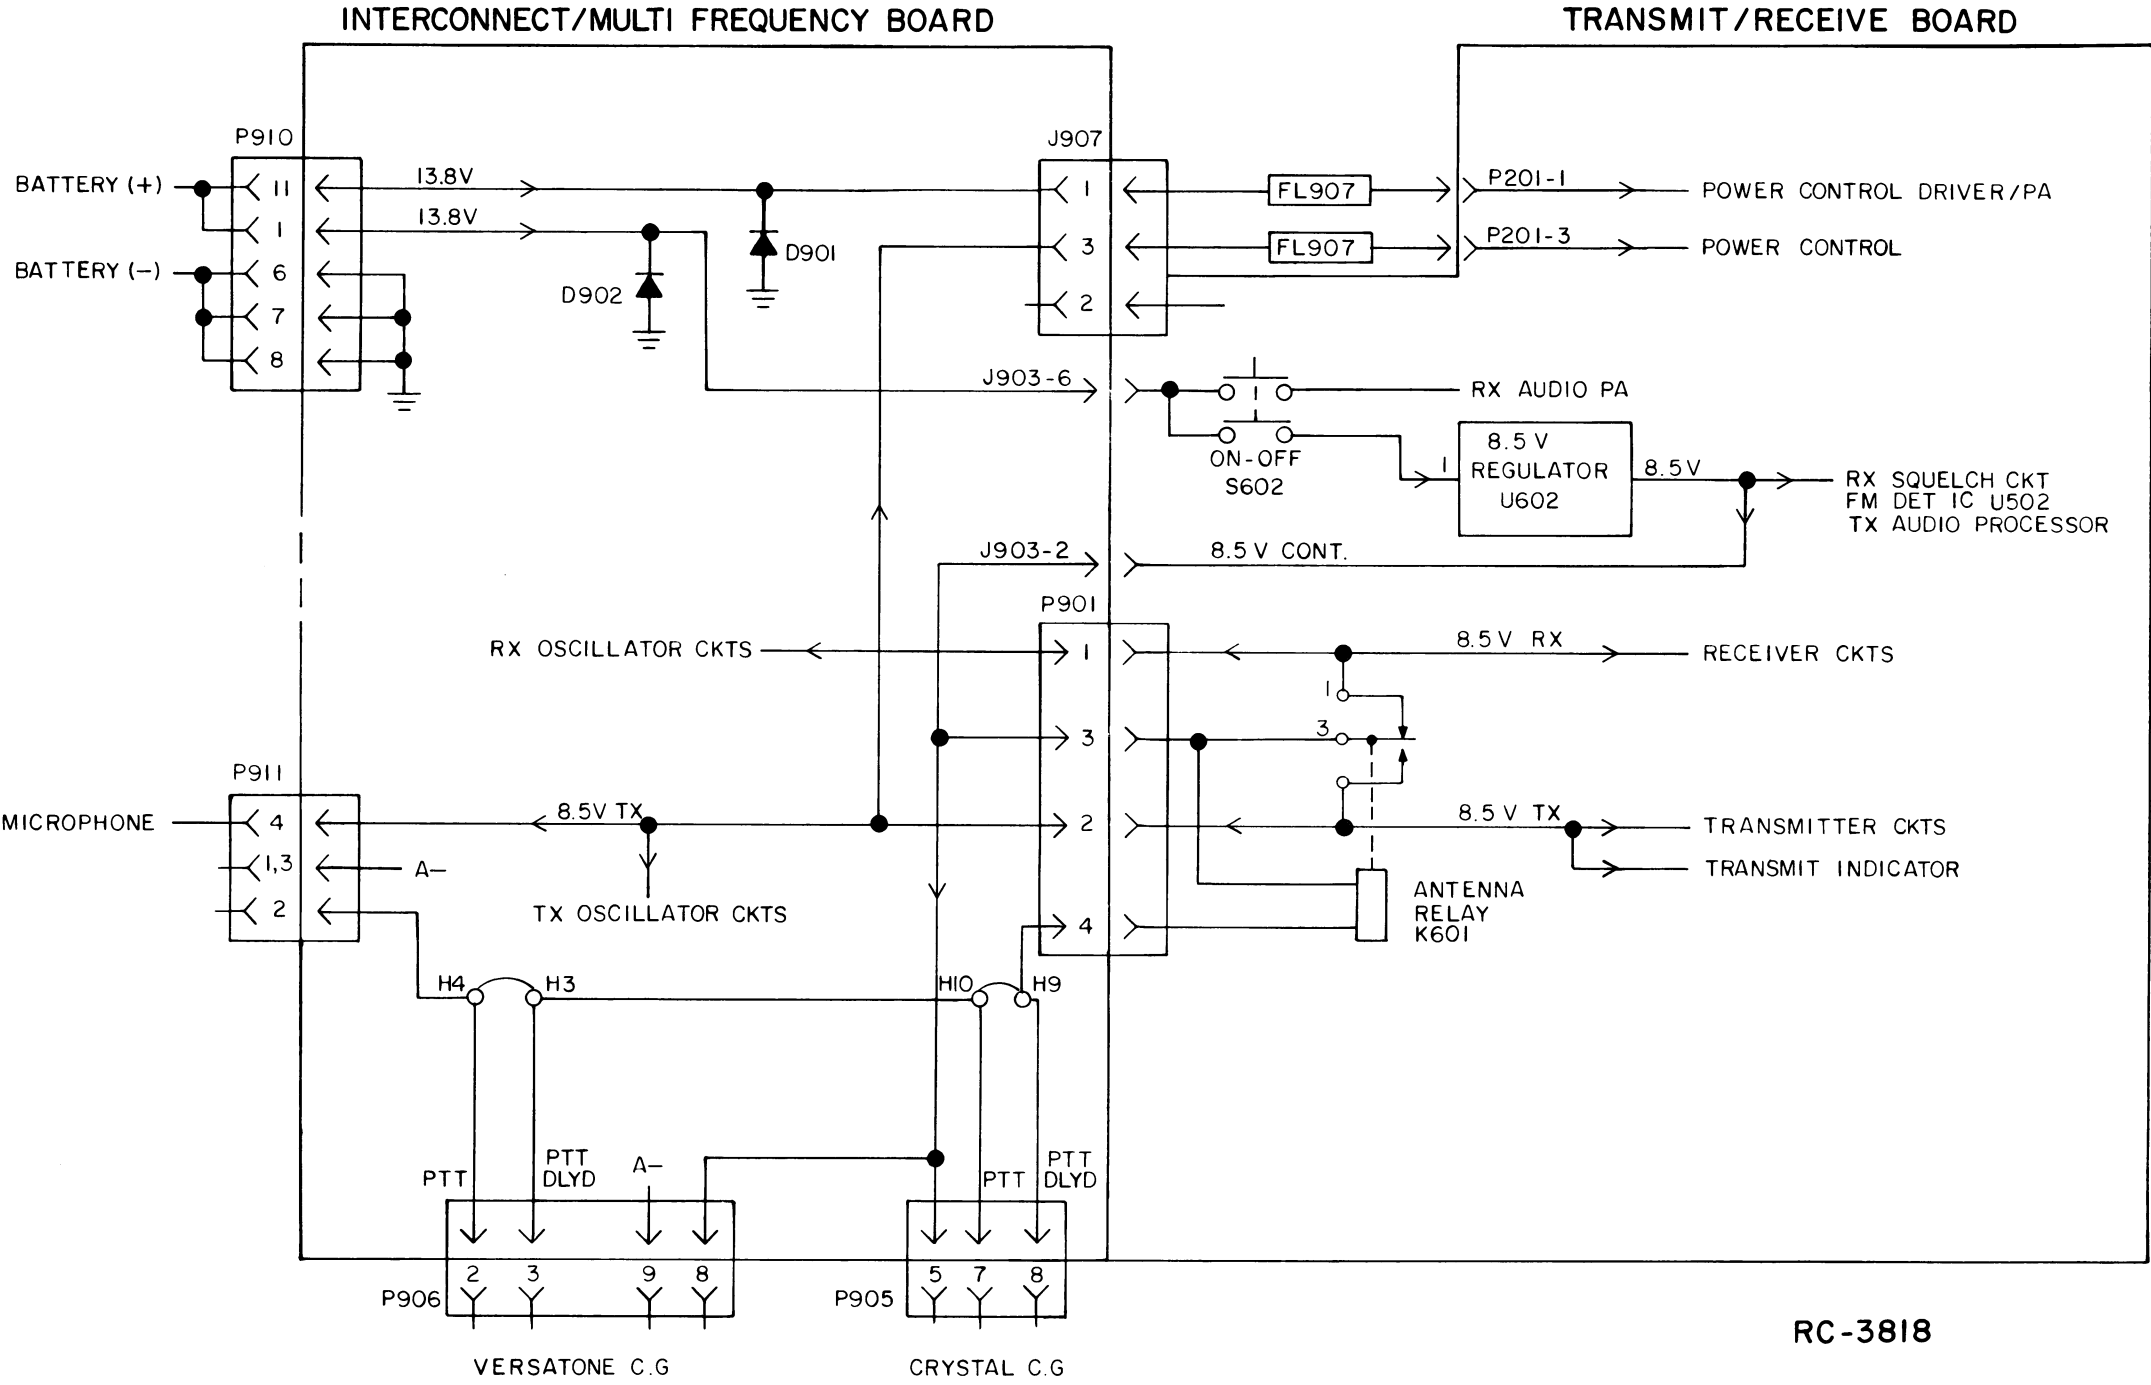 INTERCONNECT/MULTI FREQUENCY BOARD
TRANSMIT/RECEIVE BOARD
P910
J907
BATTERY (+)
11
13.8V
1
FL907
P201-1
POWER CONTROL DRIVER/PA
1
13.8V
D901
3
FL907
P201-3
POWER CONTROL
BATTERY (-)
6
D902
2
7
8
J903-6
RX AUDIO PA
ON-OFF
S602
1
8.5 V
REGULATOR
U602
8.5V
RX SQUELCH CKT
FM DET IC U502
TX AUDIO PROCESSOR
J903-2
8.5 V CONT.
P901
RX OSCILLATOR CKTS
1
8.5 V RX
RECEIVER CKTS
1
3
3
P911
MICROPHONE
4
8.5V TX
2
8.5 V TX
TRANSMITTER CKTS
1,3
A-
TRANSMIT INDICATOR
2
TX OSCILLATOR CKTS
4
ANTENNA
RELAY
K601
H4
H3
H10
H9
PTT
PTT
DLYD
A-
PTT
PTT
DLYD
2
3
9
8
5
7
8
P906
P905
VERSATONE C.G
CRYSTAL C.G
RC-3818